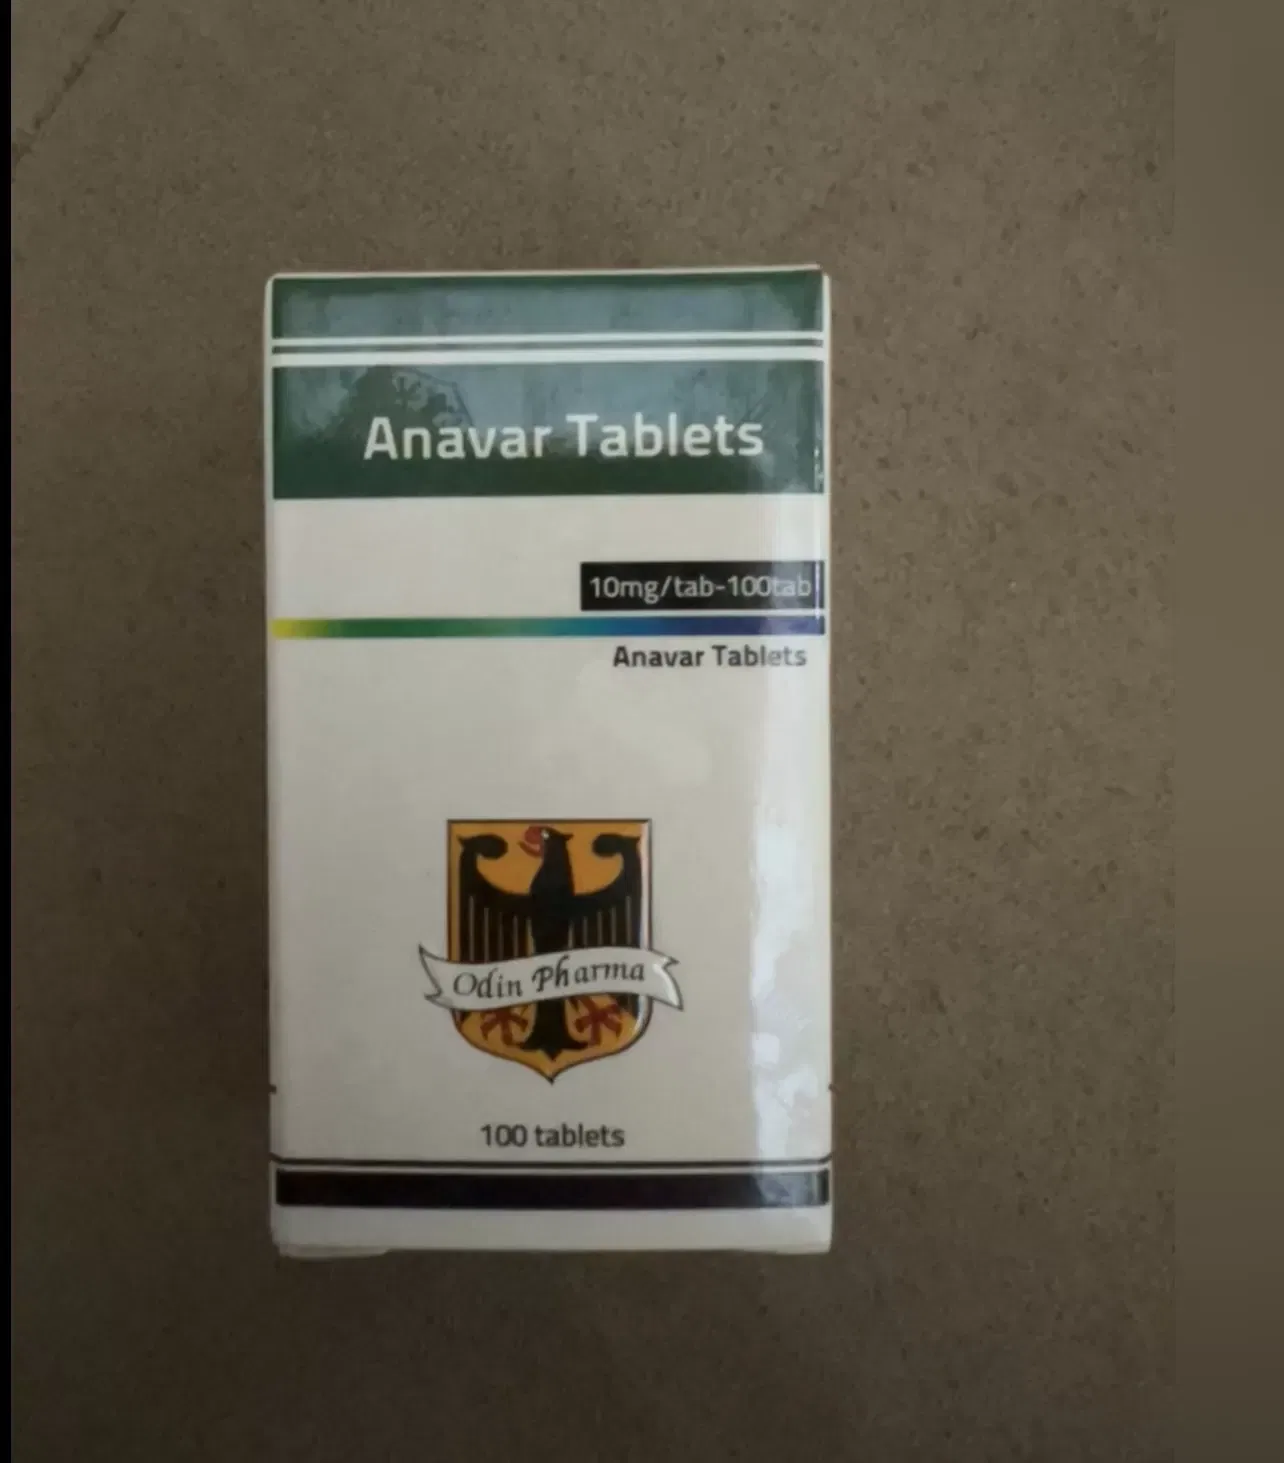 Anavar Tablets
10mg/tab-100tab
Anavar Tablets
Odin Pharma
100 tablets